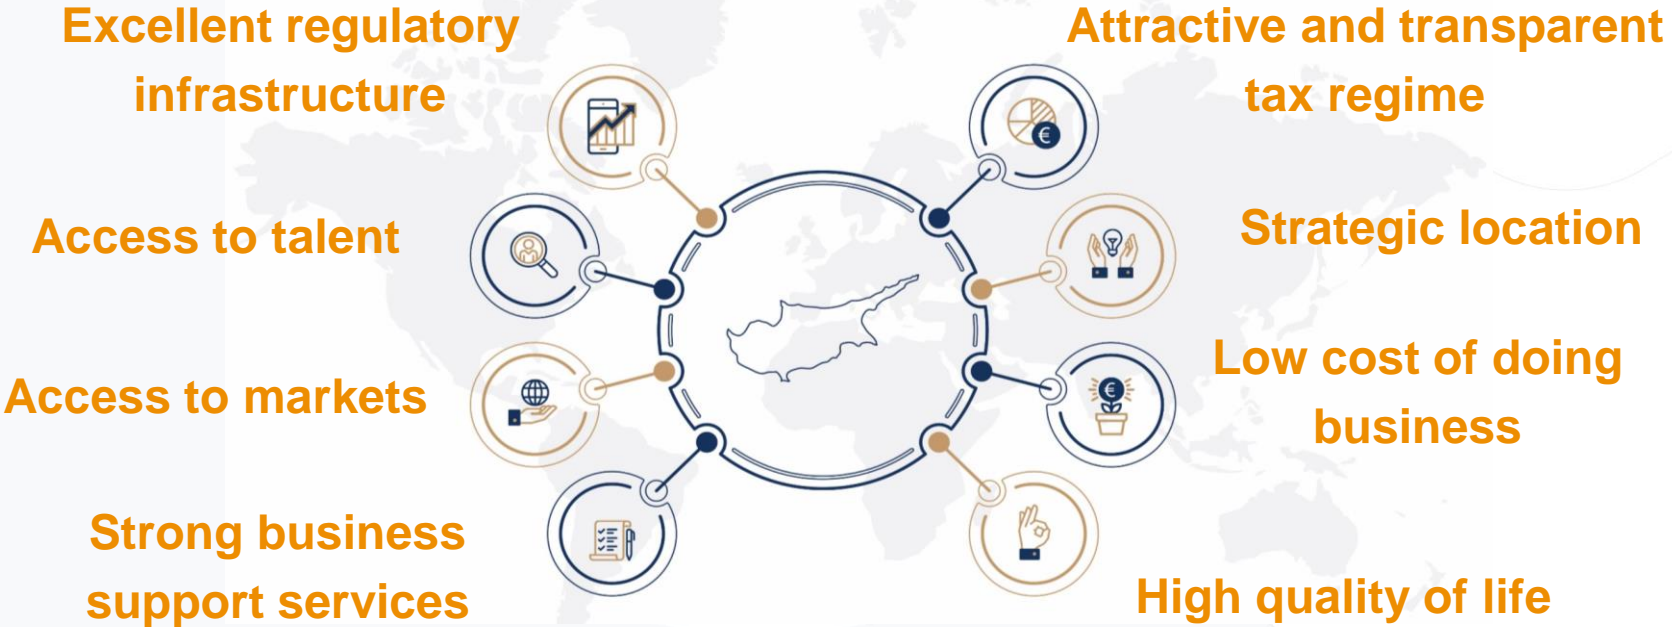 Excellent regulatory
infrastructure
Access to talent
Access to markets
Strong business
support services
Attractive and transparent
tax regime
€
Strategic location
Low cost of doing
business
€
High quality of life